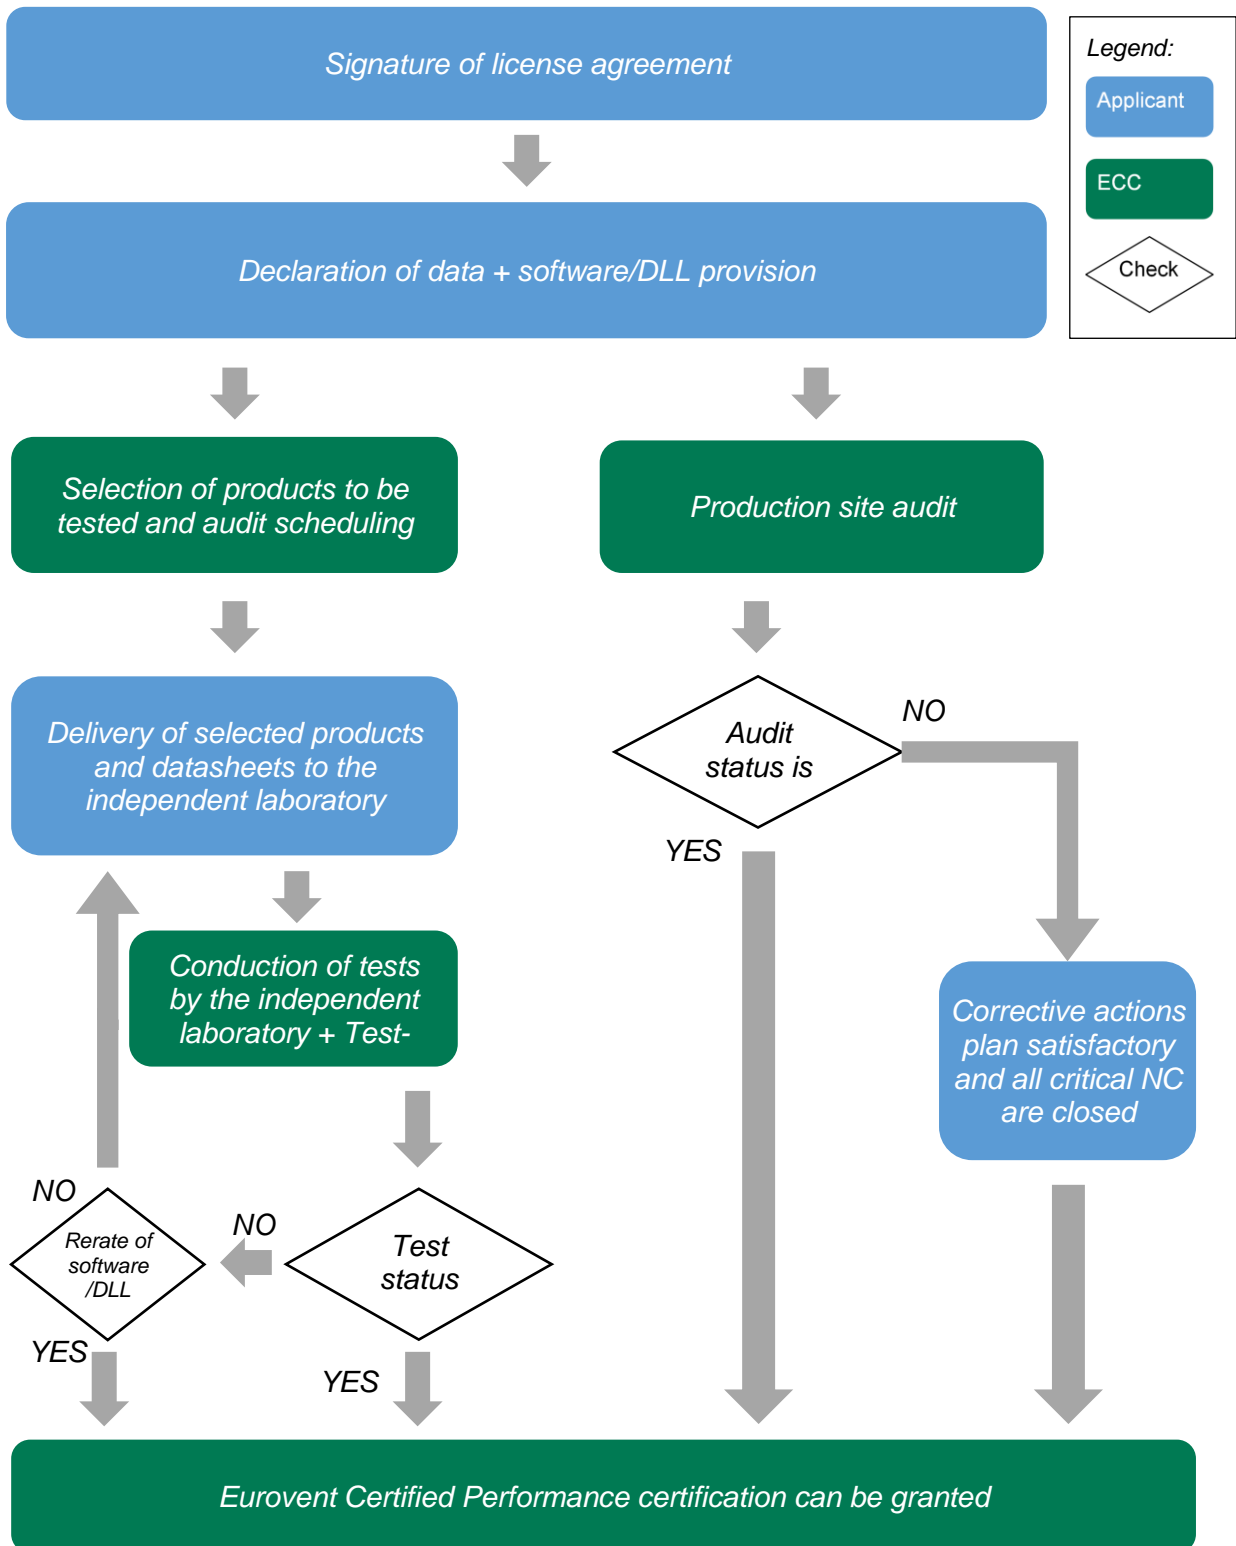 Signature of license agreement
Legend:
Applicant
ECC
Check
Declaration of data + software/DLL provision
Selection of products to be
tested and audit scheduling
Production site audit
Delivery of selected products
and datasheets to the
independent laboratory
Audit
status is
NO
YES
Conduction of tests
by the independent
laboratory + Test-
Corrective actions
plan satisfactory
and all critical NC
are closed
NO
Rerate of
software
/DLL
NO
Test
status
YES
YES
Eurovent Certified Performance certification can be granted